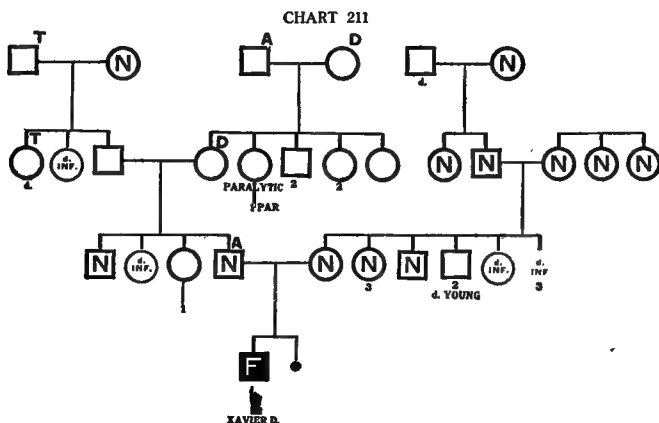 CHART 211
T A D
N N
d.
T D
d.
INF. N N N N N
d. 2 2
PARALYTIC
PAR
A
N d.
INF. N N N N d.
INF. d.
INF
3 2 3
1 d. YOUNG
F
XAVIER D.